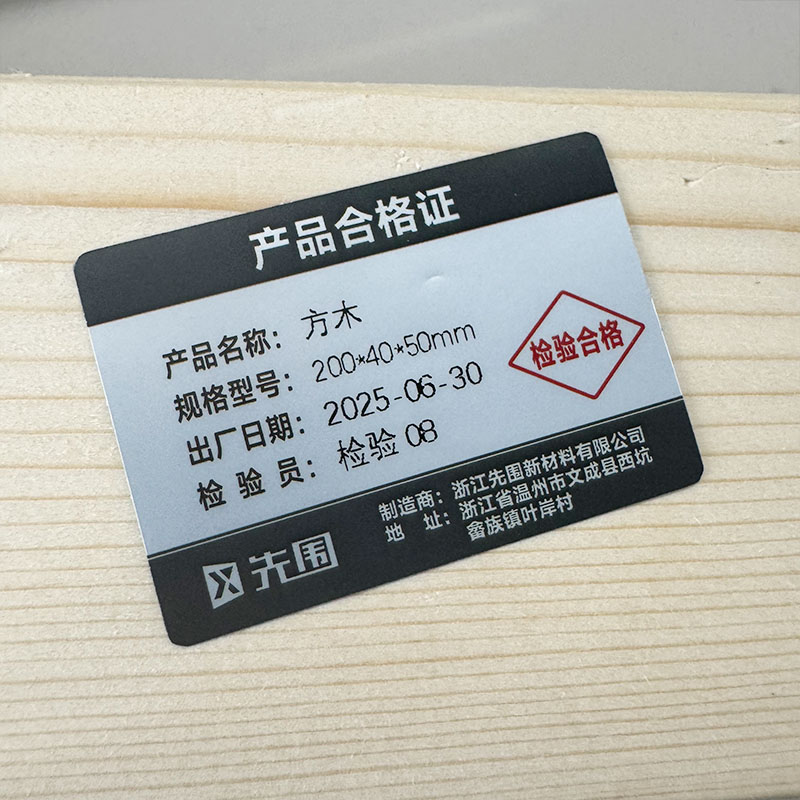 产品合格证
产品名称：方木
规格型号：200*40*50mm
出厂日期：2025-06-30
检 验 员：检验 08
检验合格
制造商：浙江先围新材料有限公司
地　址：浙江省温州市文成县西坑
畲族镇叶岸村
先围